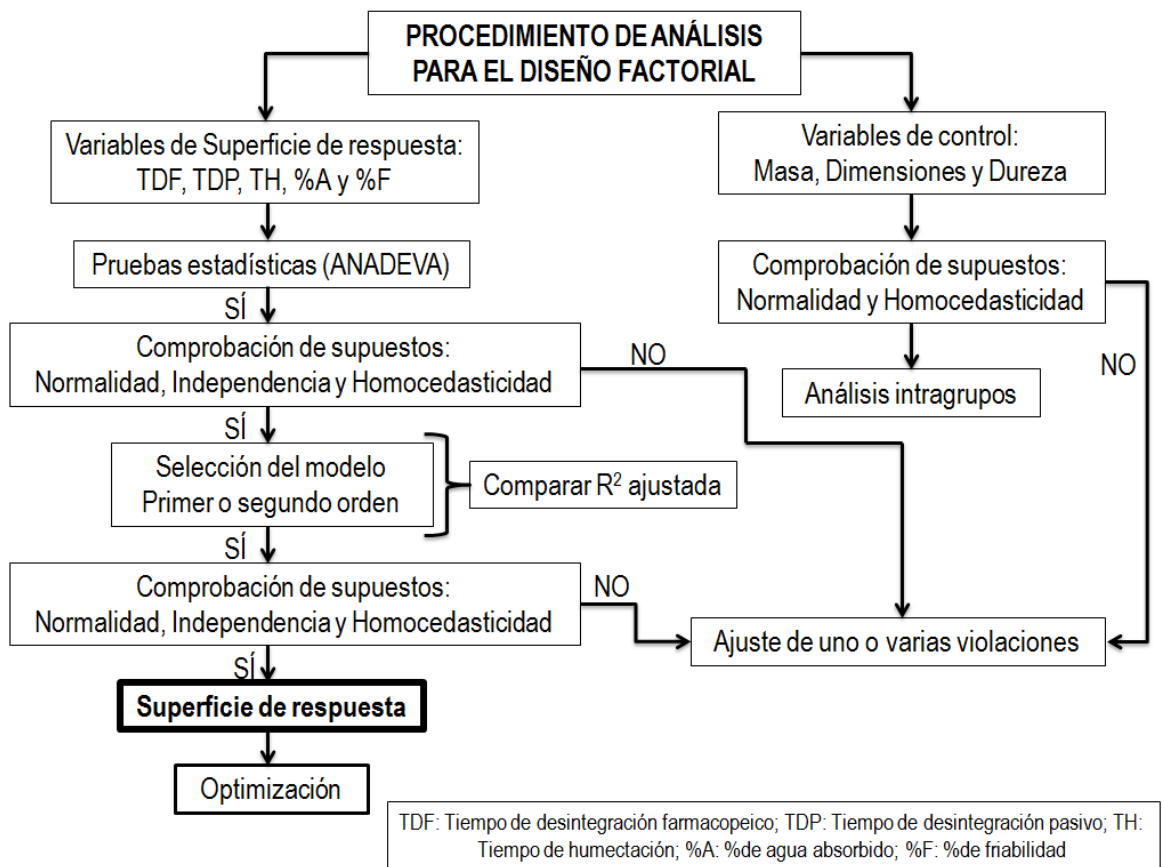 PROCEDIMIENTO DE ANÁLISIS
PARA EL DISEÑO FACTORIAL
Variables de Superficie de respuesta:
TDF, TDP, TH, %A y %F
Variables de control:
Masa, Dimensiones y Dureza
Pruebas estadísticas (ANADEVA)
Comprobación de supuestos:
Normalidad y Homocedasticidad
SÍ
Comprobación de supuestos:
Normalidad, Independencia y Homocedasticidad
NO
NO
Análisis intragrupos
SÍ
Selección del modelo
Primer o segundo orden
Comparar R² ajustada
SÍ
Comprobación de supuestos:
Normalidad, Independencia y Homocedasticidad
NO
Ajuste de uno o varias violaciones
SÍ
Superficie de respuesta
Optimización
TDF: Tiempo de desintegración farmacopeico; TDP: Tiempo de desintegración pasivo; TH:
Tiempo de humectación; %A: %de agua absorbido; %F: %de friabilidad